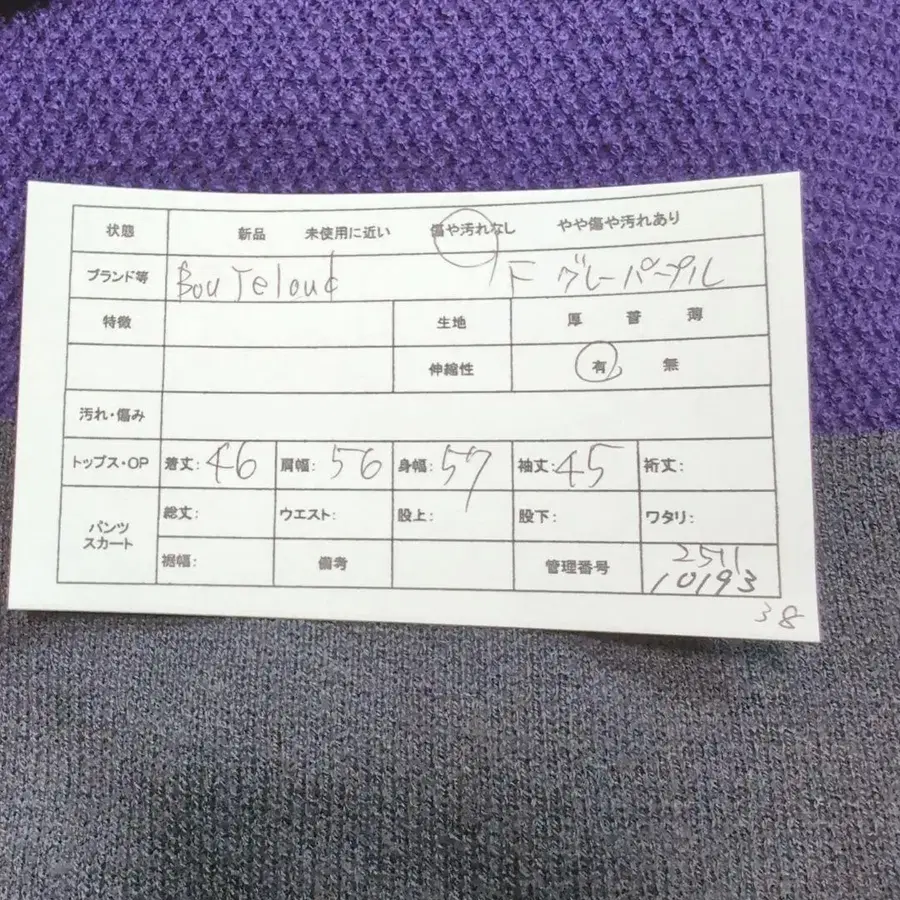 状態 新品 未使用に近い 傷や汚れなし やや傷や汚れあり
ブランド等 Bou Jeloud F グレーパープル
特徴 生地 厚 普 薄
伸縮性 有 無
汚れ・傷み
トップス・OP 着丈: 46 肩幅: 56 身幅: 57 袖丈: 45 裄丈:
パンツ スカート 総丈: ウエスト: 股上: 股下: ワタリ:
裾幅: 備考 管理番号 2511
10193
38